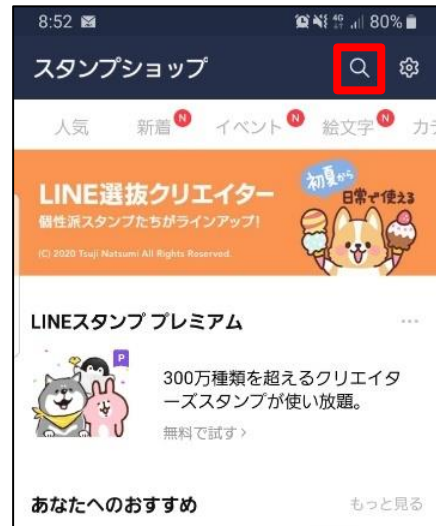 8:52 4G 80%
スタンプショップ
人気 新着 N イベント N 絵文字 N カテ
LINE選抜クリエイター
個性派スタンプたちがラインアップ!
(C) 2020 Tsuji Natsumi All Rights Reserved.
初夏から
日常で使える
LINEスタンプ プレミアム
P
300万種類を超えるクリエイタ
ーズスタンプが使い放題。
無料で試す >
あなたへのおすすめ もっと見る